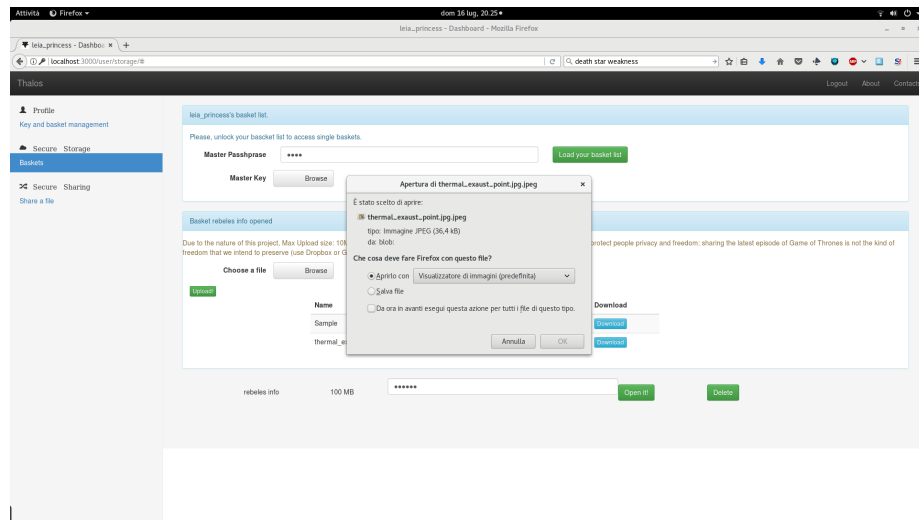 Attività Firefox dom 16 lug, 20.25
leia_princess - Dashboard - Mozilla Firefox
leia_princess - Dashbo
localhost:3000/user/storage/# death star weakness
Thalos Logout About Contacts
Profile
Key and basket management
Secure Storage
Baskets
Secure Sharing
Share a file
leia_princess's basket list.
Please, unlock your bascket list to access single baskets.
Master Passhprase •••• Load your basket list
Master Key Browse
Apertura di thermal_exaust_point.jpg.jpeg
È stato scelto di aprire:
thermal_exaust_point.jpg.jpeg
tipo: Immagine JPEG (36,4 kB)
da: blob:
Che cosa deve fare Firefox con questo file?
Aprirlo con Visualizzatore di immagini (predefinita)
Salva file
Da ora in avanti esegui questa azione per tutti i file di questo tipo.
Annulla OK
Basket rebeles info opened
Due to the nature of this project, Max Upload size: 10 protect people privacy and freedom: sharing the latest episode of Game of Thrones is not the kind of
freedom that we intend to preserve (use Dropbox or G
Choose a file Browse
Upload!
Name Download
Sample Download
thermal_e Download
rebeles info 100 MB •••••• Open it! Delete